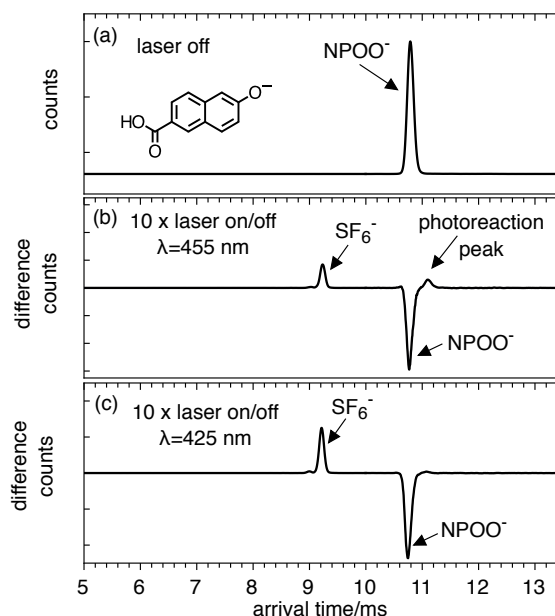 (a)
laser off
NPOO⁻
O⁻
HO
O
counts
(b)
10 x laser on/off
λ=455 nm
SF₆⁻
photoreaction
peak
NPOO⁻
difference
counts
(c)
10 x laser on/off
λ=425 nm
SF₆⁻
NPOO⁻
difference
counts
5 6 7 8 9 10 11 12 13
arrival time/ms